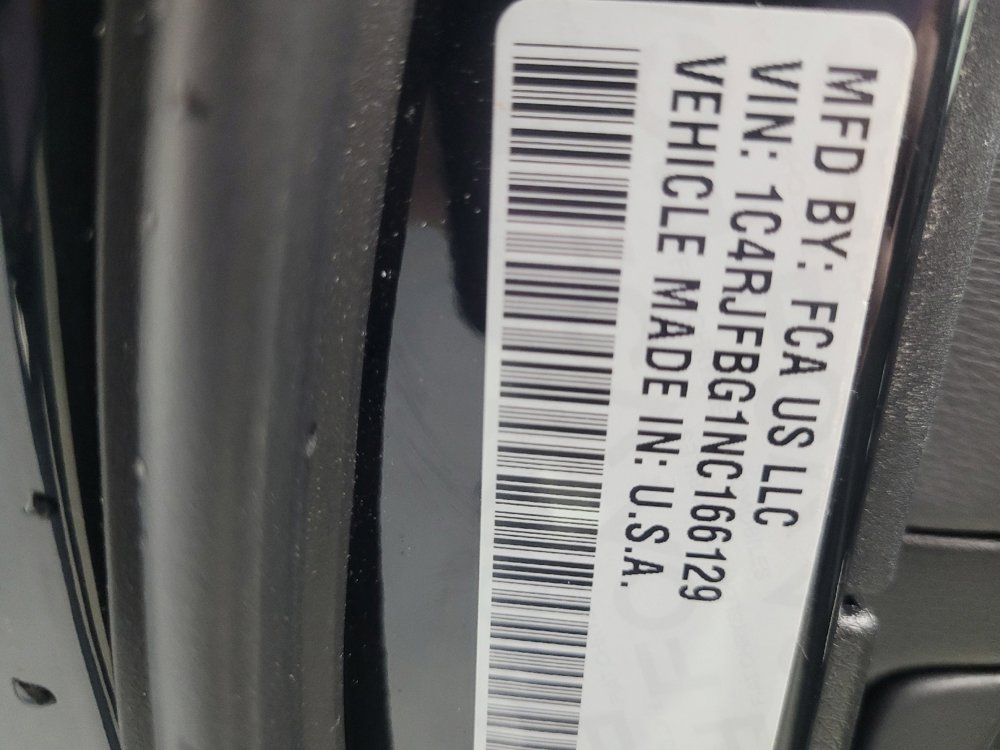 MFD BY: FCA US LLC
VIN: 1C4RJFBG1NC166129
VEHICLE MADE IN: U.S.A.